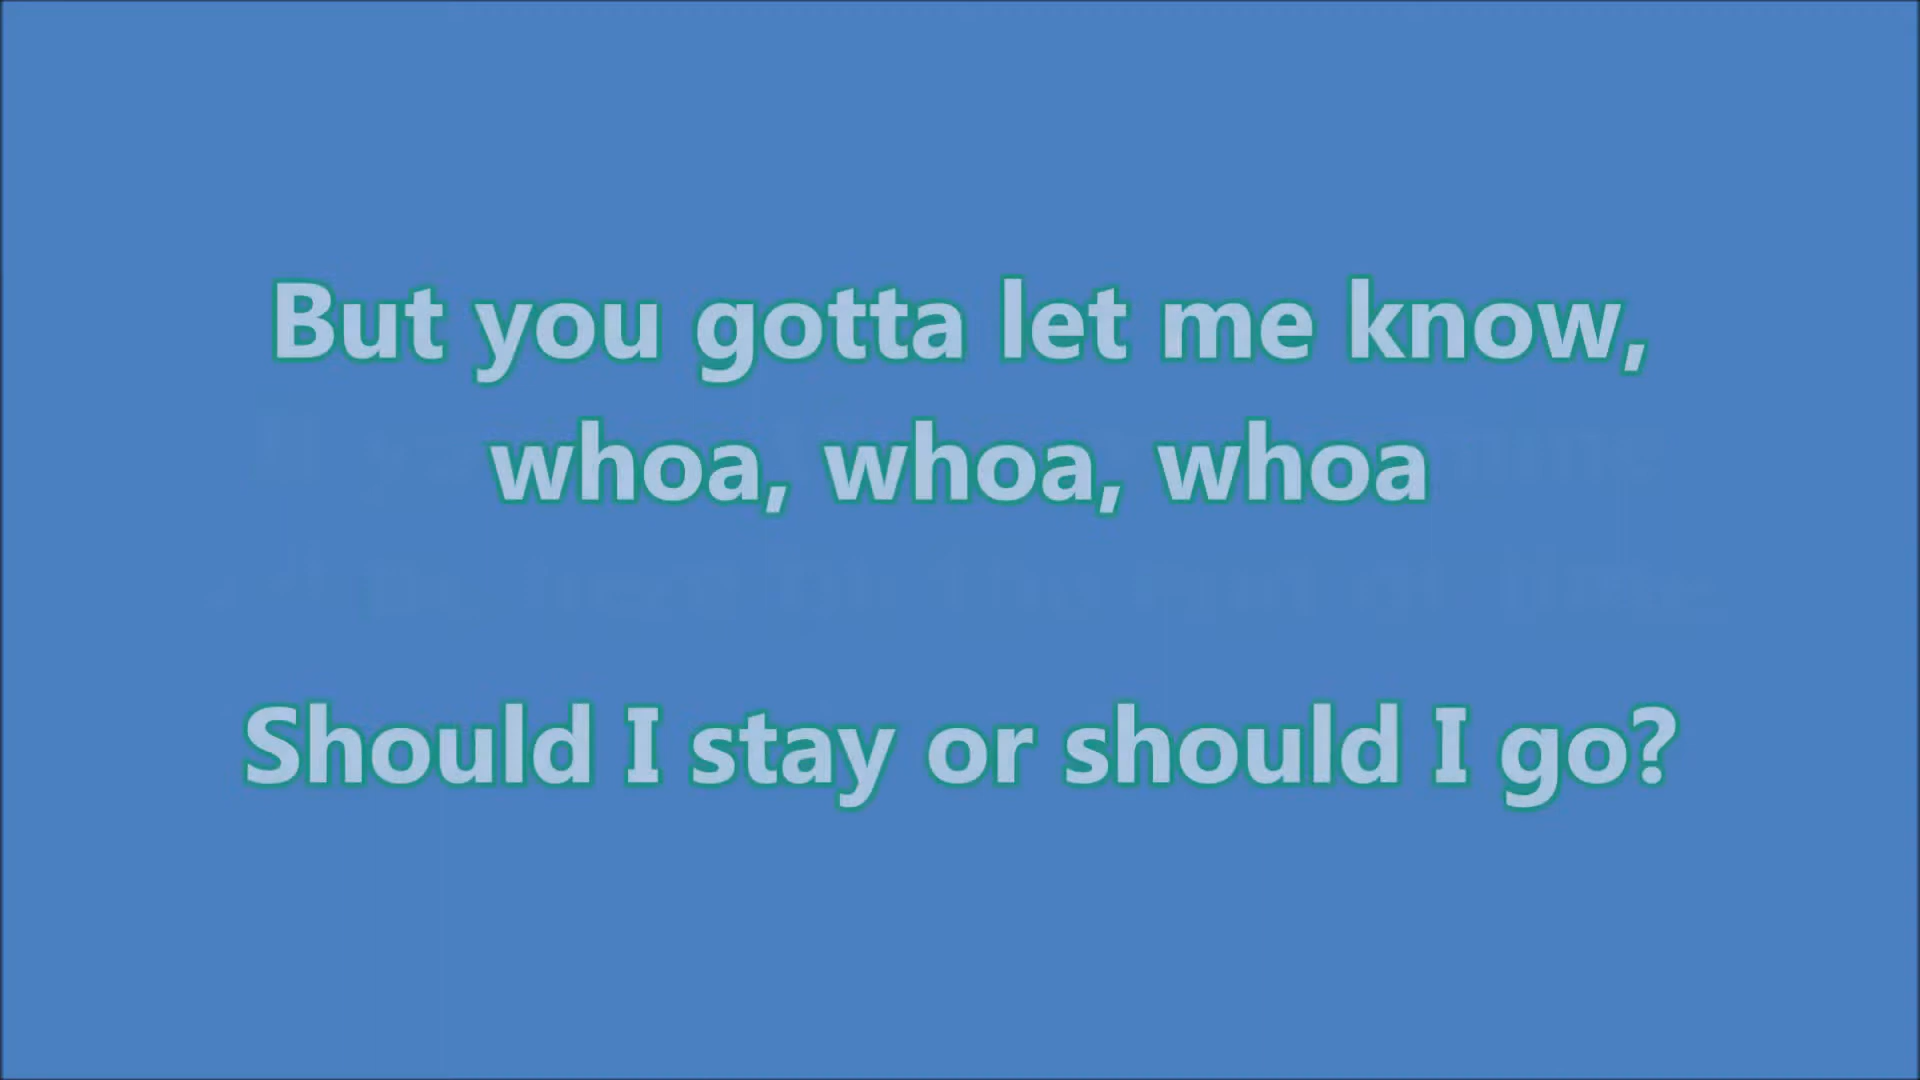 But you gotta let me know,
whoa, whoa, whoa
Should I stay or should I go?